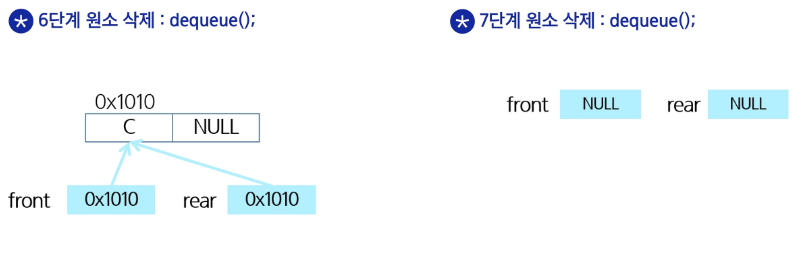 * 6단계 원소 삭제 : dequeue();
0x1010
C NULL
front 0x1010 rear 0x1010
* 7단계 원소 삭제 : dequeue();
front NULL rear NULL